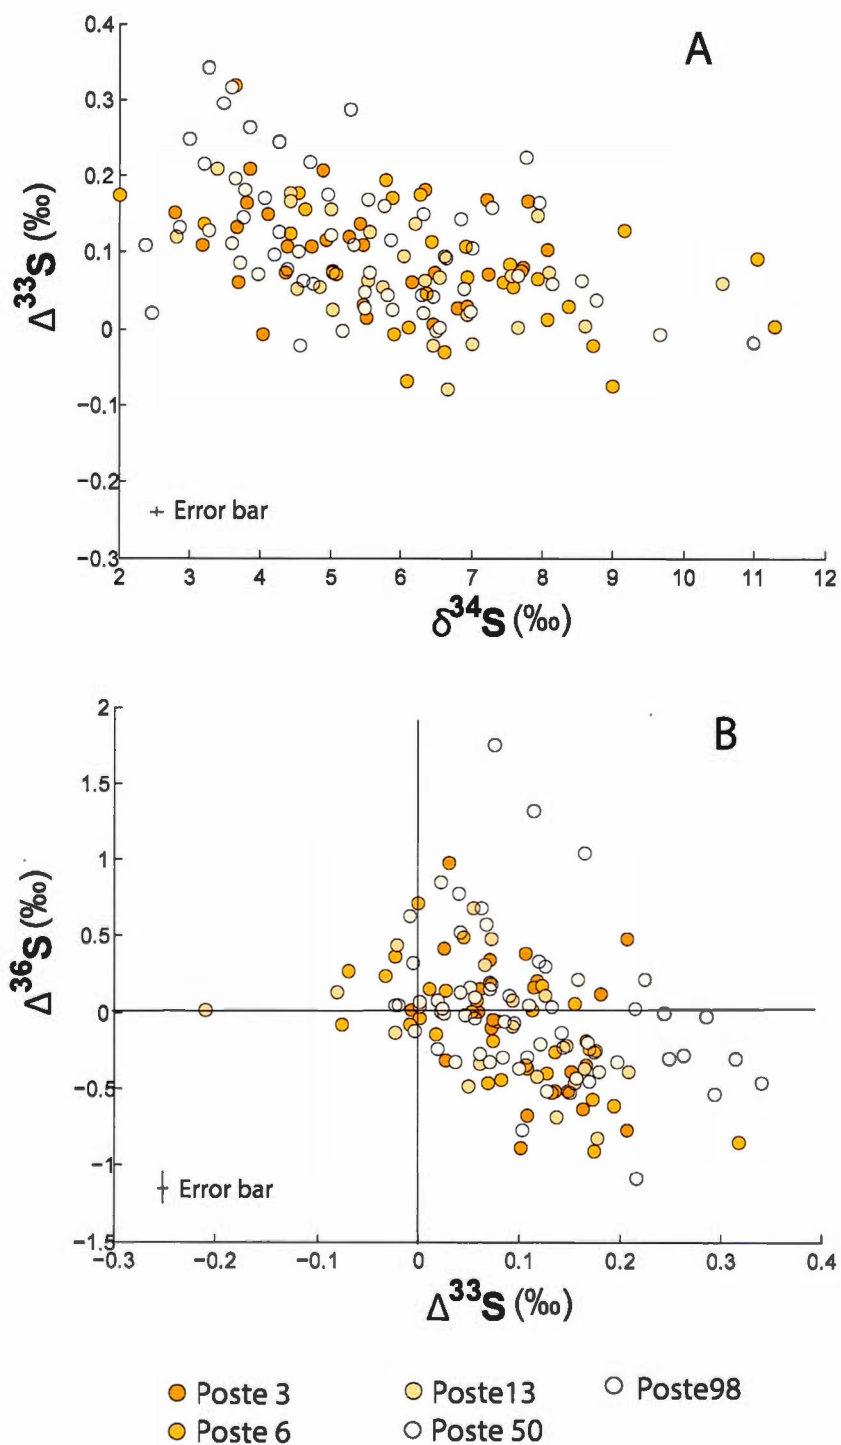 A
0.4
0.3
0.2
0.1
0
−0.1
−0.2
−0.3
Δ33S (‰)
+ Error bar
2 3 4 5 6 7 8 9 10 11 12
δ34S (‰)
B
2
1.5
1
0.5
0
−0.5
−1
−1.5
Δ36S (‰)
Error bar
−0.3 −0.2 −0.1 0 0.1 0.2 0.3 0.4
Δ33S (‰)
Poste 3 Poste13 Poste98
Poste 6 Poste 50